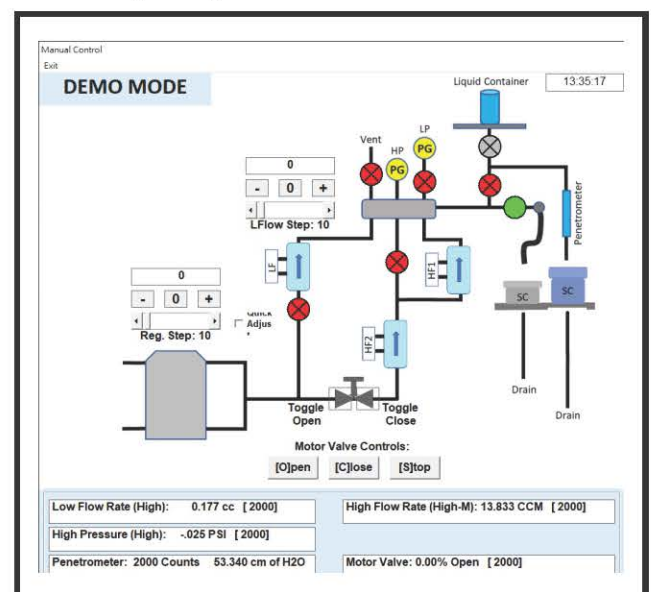 Manual Control
Exit
DEMO MODE
Liquid Container
13:35:17
Vent
HP
LP
PG
PG
0
- 0 +
LFlow Step: 10
Penetrometer
LF
HF1
SC
SC
0
- 0 +
Reg. Step: 10
Quick
Adjus
HF2
Drain
Drain
Toggle
Open
Toggle
Close
Motor Valve Controls:
[O]pen [C]lose [S]top
Low Flow Rate (High): 0.177 cc [ 2000]
High Flow Rate (High-M): 13.833 CCM [ 2000]
High Pressure (High): -.025 PSI [ 2000]
Penetrometer: 2000 Counts 53.340 cm of H2O
Motor Valve: 0.00% Open [ 2000]